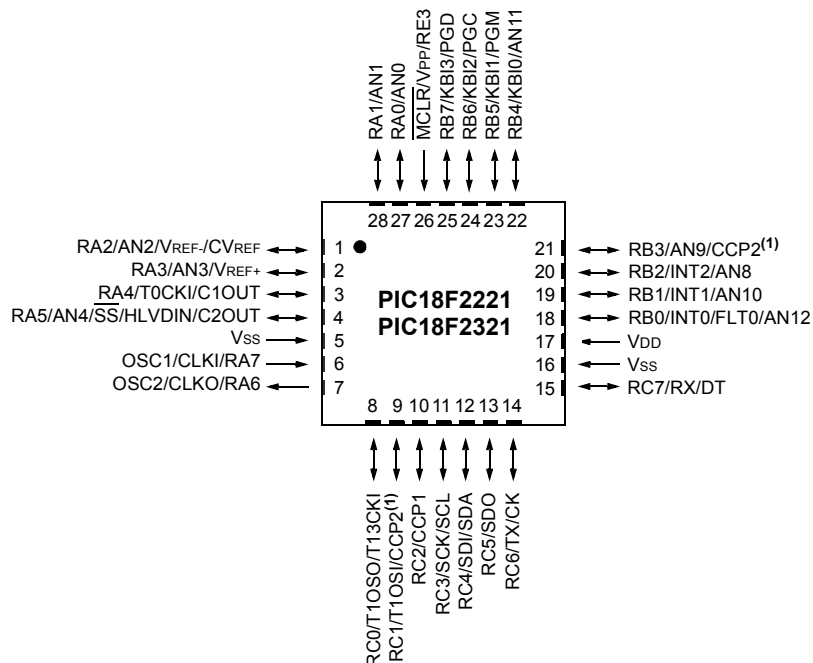 RA1/AN1
RA0/AN0
MCLR/VPP/RE3
RB7/KBI3/PGD
RB6/KBI2/PGC
RB5/KBI1/PGM
RB4/KBI0/AN11
28 27 26 25 24 23 22
RA2/AN2/VREF-/CVREF 1
RA3/AN3/VREF+ 2
RA4/T0CKI/C1OUT 3
RA5/AN4/SS/HLVDIN/C2OUT 4
VSS 5
OSC1/CLKI/RA7 6
OSC2/CLKO/RA6 7
PIC18F2221
PIC18F2321
21 RB3/AN9/CCP2(1)
20 RB2/INT2/AN8
19 RB1/INT1/AN10
18 RB0/INT0/FLT0/AN12
17 VDD
16 VSS
15 RC7/RX/DT
8 9 10 11 12 13 14
RC0/T1OSO/T13CKI
RC1/T1OSI/CCP2(1)
RC2/CCP1
RC3/SCK/SCL
RC4/SDI/SDA
RC5/SDO
RC6/TX/CK